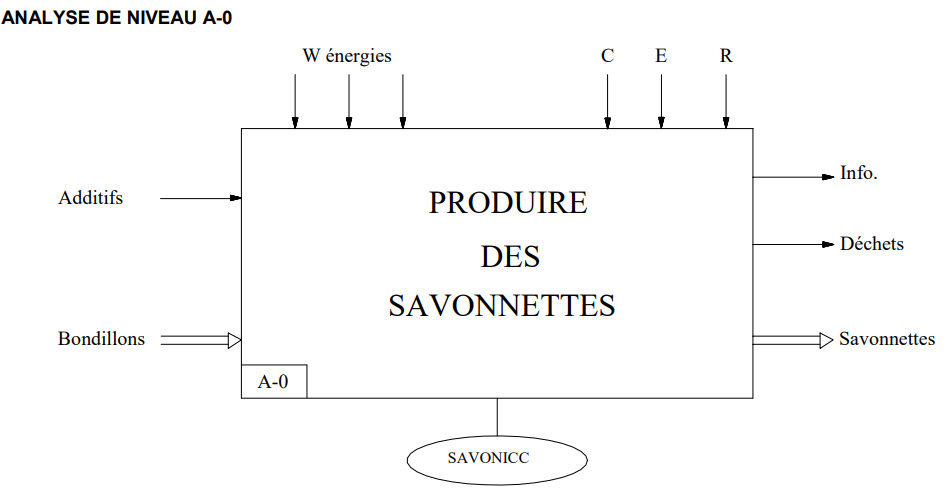 ANALYSE DE NIVEAU A-0
W énergies
C E R
Info.
Additifs
PRODUIRE
DES
SAVONNETTES
Déchets
Bondillons
Savonnettes
A-0
SAVONICC